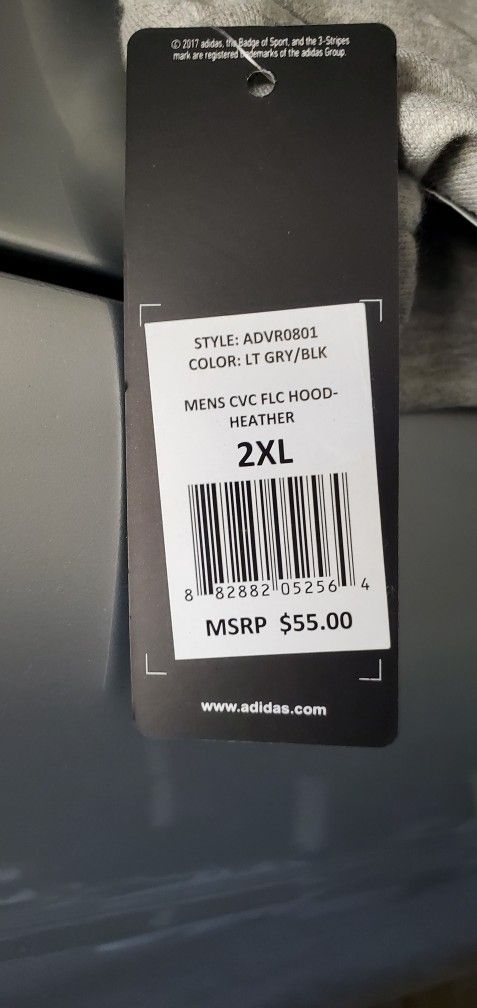 © 2017 adidas, the Badge of Sport, and the 3-Stripes
mark are registered trademarks of the adidas Group.
STYLE: ADVR0801
COLOR: LT GRY/BLK
MENS CVC FLC HOOD-
HEATHER
2XL
8 82882 05256 4
MSRP $55.00
www.adidas.com